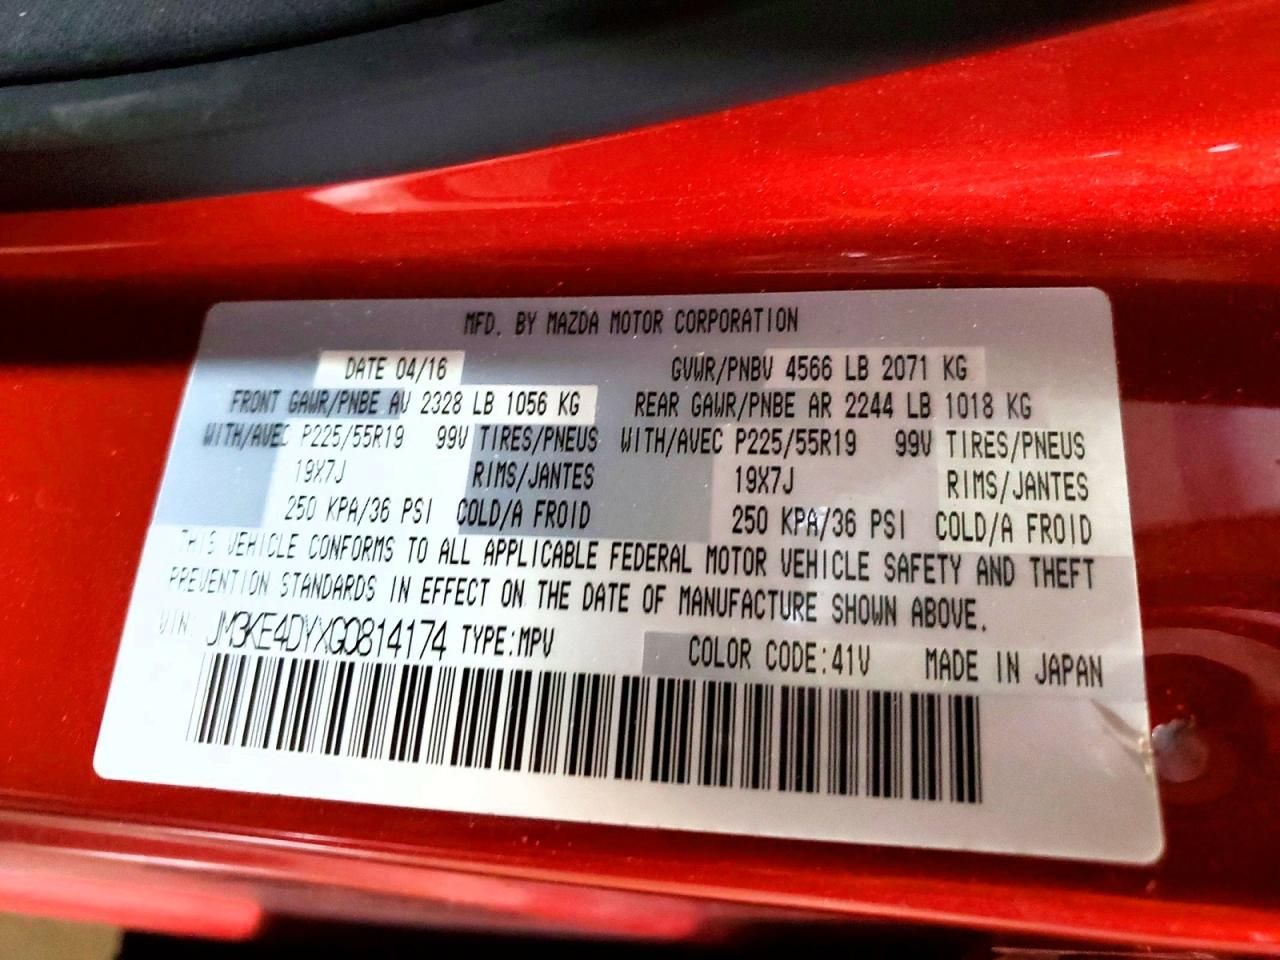 MFD. BY MAZDA MOTOR CORPORATION
DATE 04/16 GVWR/PNBV 4566 LB 2071 KG
FRONT GAWR/PNBE AV 2328 LB 1056 KG REAR GAWR/PNBE AR 2244 LB 1018 KG
WITH/AVEC P225/55R19 99V TIRES/PNEUS WITH/AVEC P225/55R19 99V TIRES/PNEUS
19X7J RIMS/JANTES 19X7J RIMS/JANTES
250 KPA/36 PSI COLD/A FROID 250 KPA/36 PSI COLD/A FROID
THIS VEHICLE CONFORMS TO ALL APPLICABLE FEDERAL MOTOR VEHICLE SAFETY AND THEFT
PREVENTION STANDARDS IN EFFECT ON THE DATE OF MANUFACTURE SHOWN ABOVE.
VIN: JM3KE4DYXG0814174 TYPE:MPV COLOR CODE:41V MADE IN JAPAN